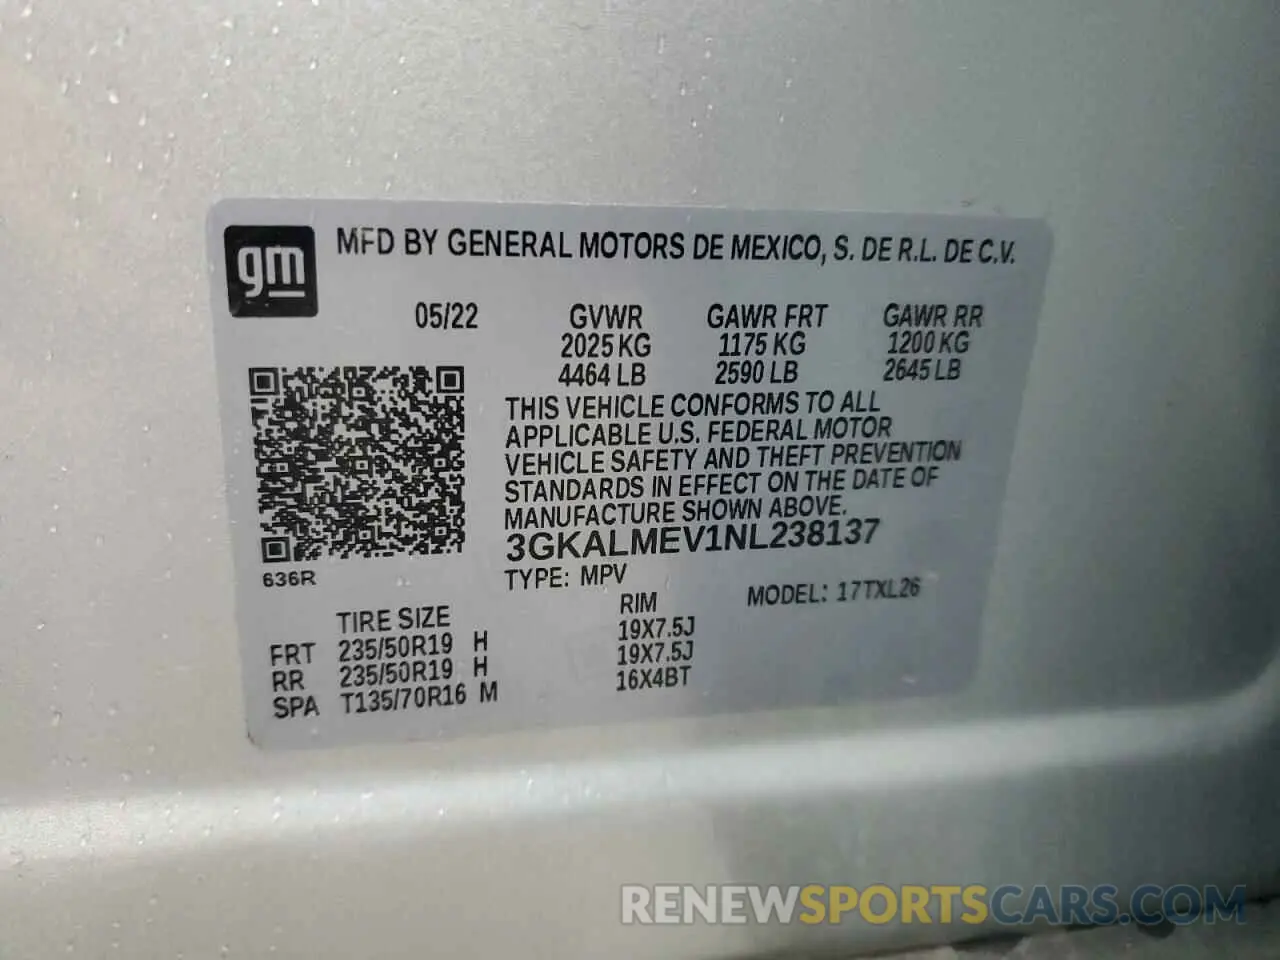 gm
MFD BY GENERAL MOTORS DE MEXICO, S. DE R.L. DE C.V.
05/22 GVWR GAWR FRT GAWR RR
2025 KG 1175 KG 1200 KG
4464 LB 2590 LB 2645 LB
THIS VEHICLE CONFORMS TO ALL
APPLICABLE U.S. FEDERAL MOTOR
VEHICLE SAFETY AND THEFT PREVENTION
STANDARDS IN EFFECT ON THE DATE OF
MANUFACTURE SHOWN ABOVE.
3GKALMEV1NL238137
636R
TYPE: MPV MODEL: 17TXL26
TIRE SIZE RIM
FRT 235/50R19 H 19X7.5J
RR 235/50R19 H 19X7.5J
SPA T135/70R16 M 16X4BT
RENEWSPORTSCARS.COM